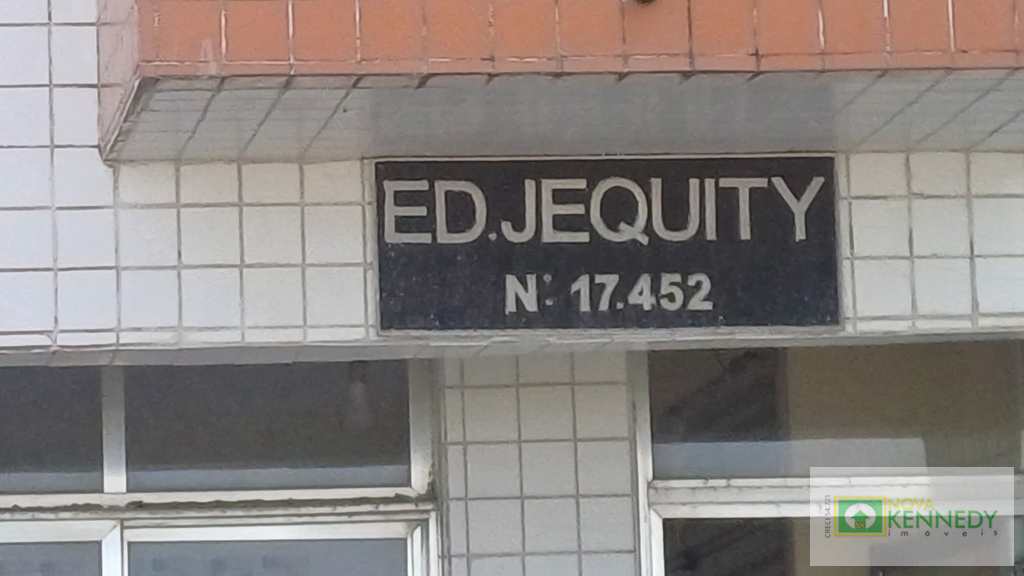 ED.JEQUITY
N: 17.452
NOVA
KENNEDY
imóveis